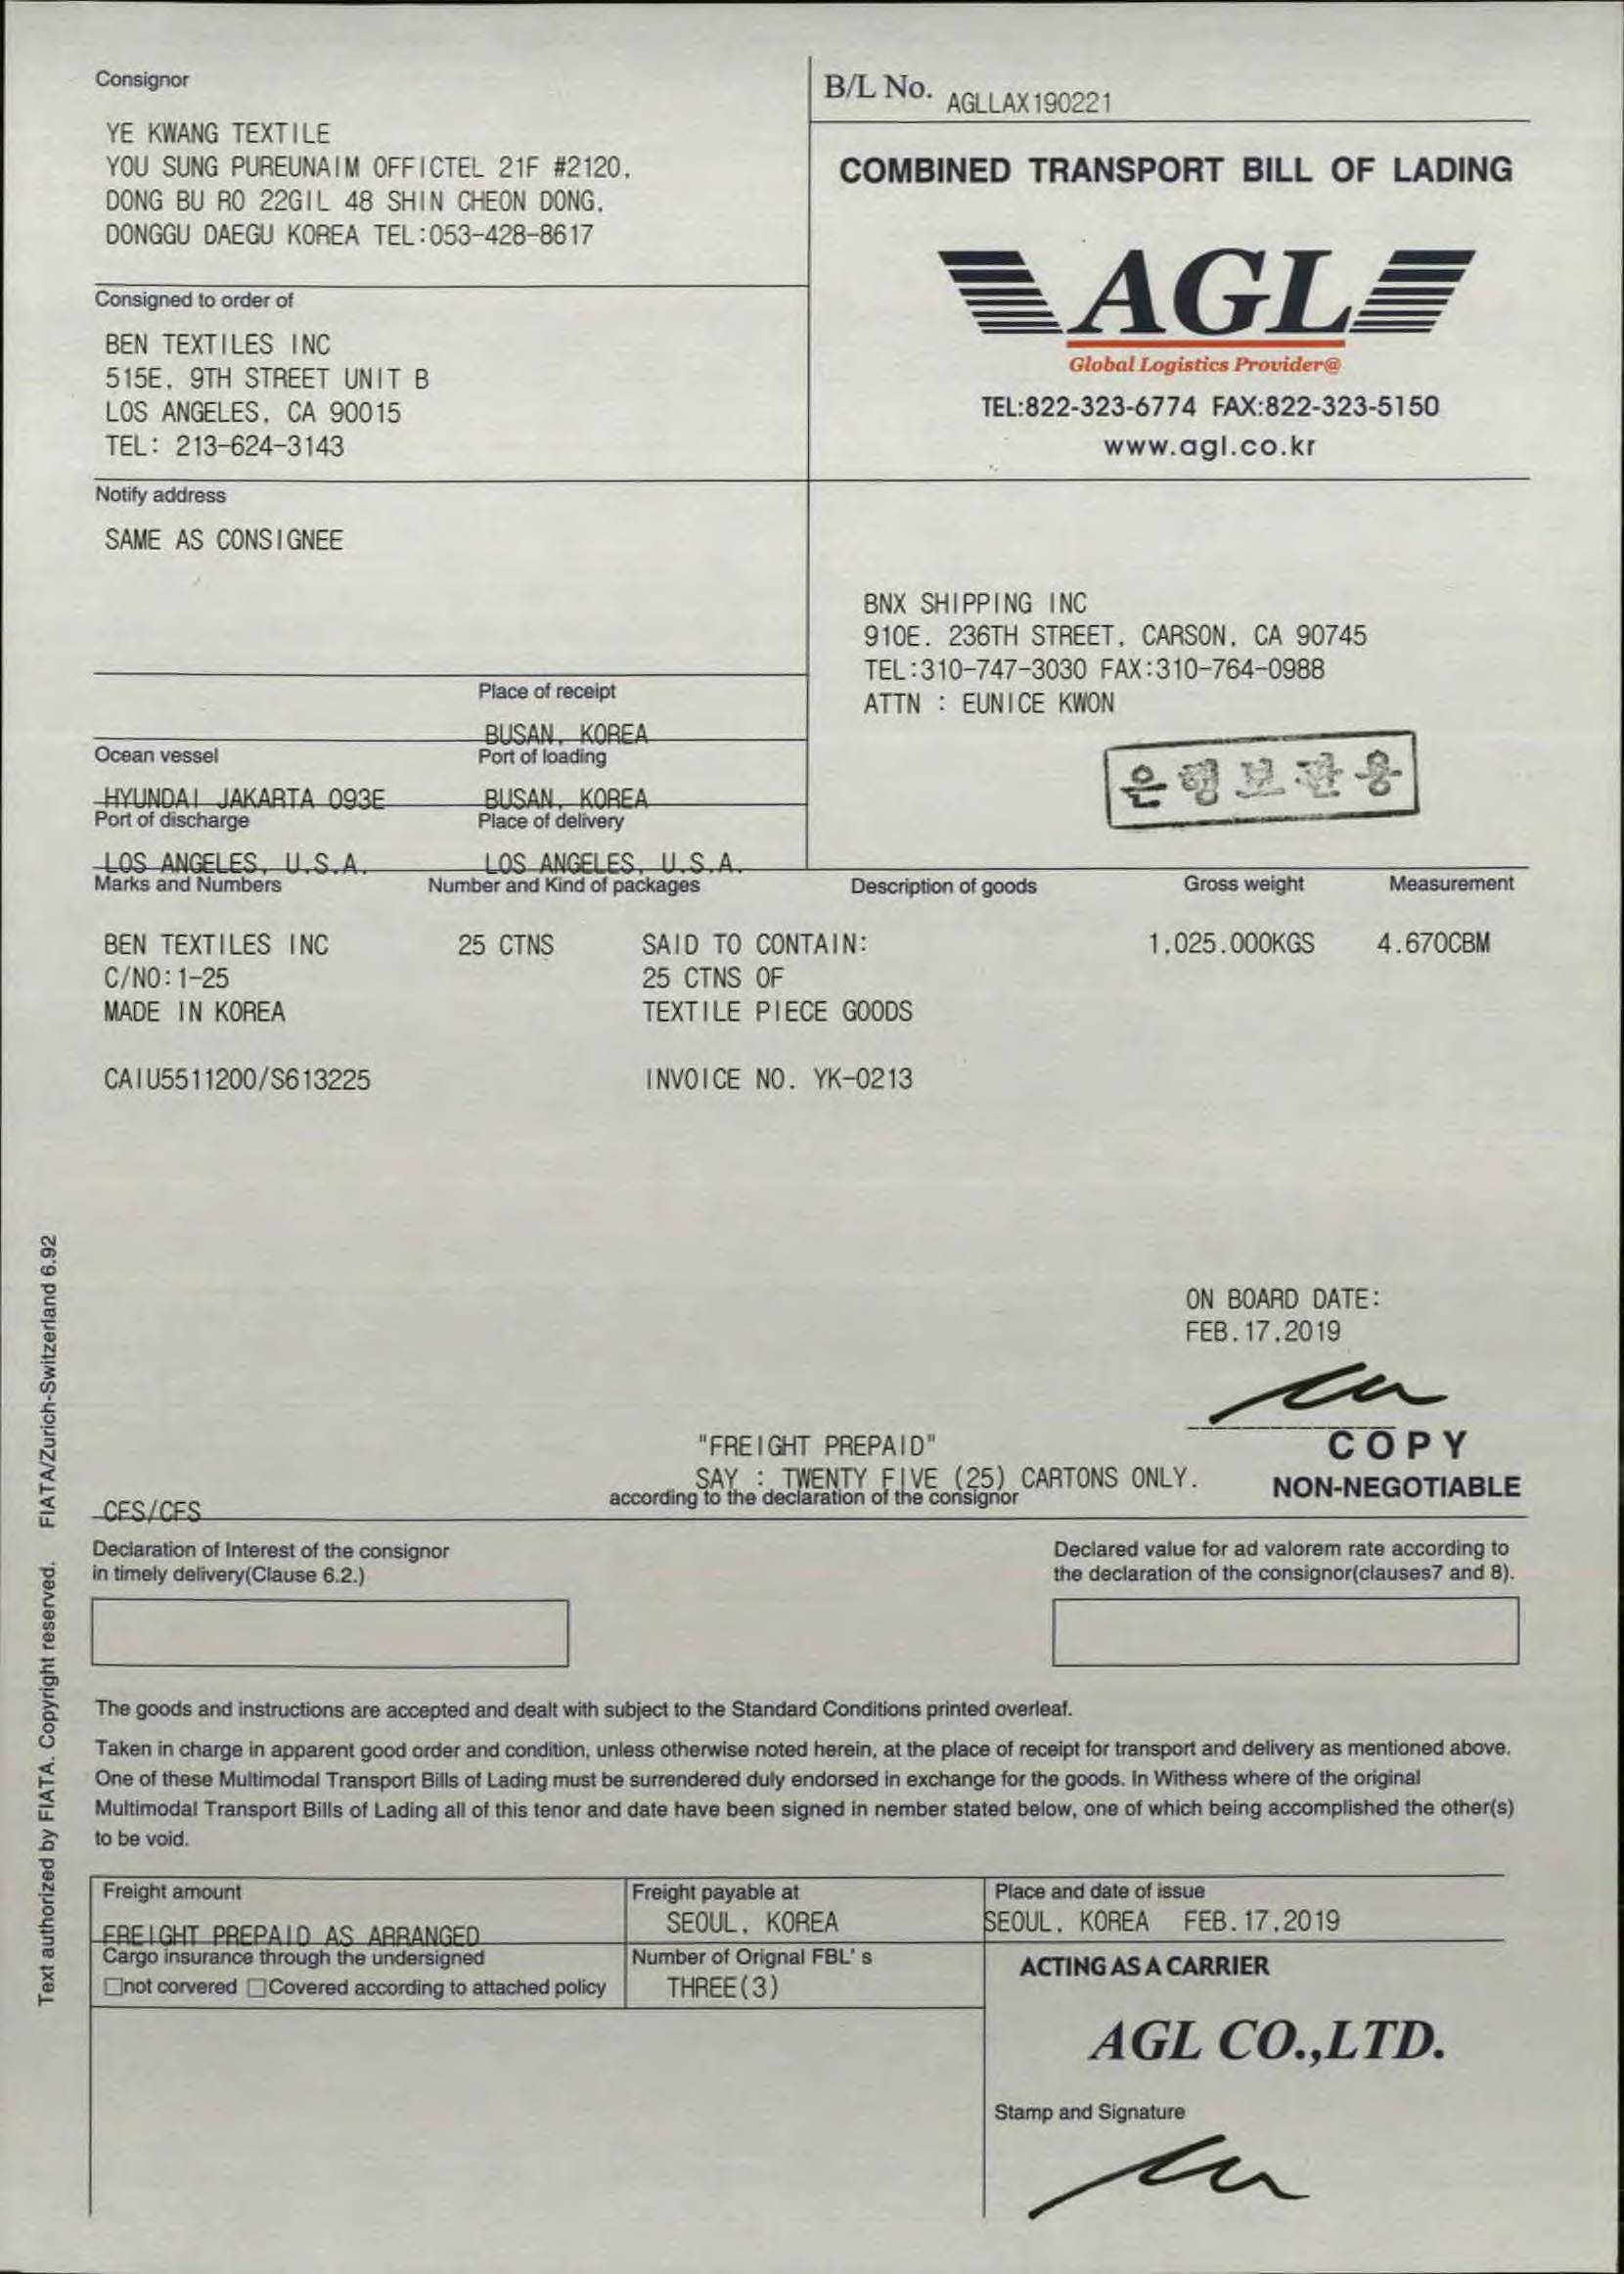 Consignor
YE KWANG TEXTILE
YOU SUNG PUREUNAIM OFFICTEL 21F #2120,
DONG BU RO 22GIL 48 SHIN CHEON DONG,
DONGGU DAEGU KOREA TEL:053-428-8617
B/L No. AGLLAX190221
COMBINED TRANSPORT BILL OF LADING
AGL
Global Logistics Provider@
TEL:822-323-6774 FAX:822-323-5150
www.agl.co.kr
Consigned to order of
BEN TEXTILES INC
515E, 9TH STREET UNIT B
LOS ANGELES, CA 90015
TEL: 213-624-3143
Notify address
SAME AS CONSIGNEE
BNX SHIPPING INC
910E. 236TH STREET, CARSON, CA 90745
TEL:310-747-3030 FAX:310-764-0988
ATTN : EUNICE KWON
은행보관용
Place of receipt
BUSAN, KOREA
Ocean vessel Port of loading
HYUNDAI JAKARTA 093E BUSAN, KOREA
Port of discharge Place of delivery
LOS ANGELES, U.S.A. LOS ANGELES, U.S.A.
Marks and Numbers Number and Kind of packages Description of goods Gross weight Measurement
BEN TEXTILES INC 25 CTNS SAID TO CONTAIN: 1,025.000KGS 4.670CBM
C/NO:1-25 25 CTNS OF
MADE IN KOREA TEXTILE PIECE GOODS
CAIU5511200/S613225 INVOICE NO. YK-0213
ON BOARD DATE:
FEB.17.2019
"FREIGHT PREPAID"
SAY : TWENTY FIVE (25) CARTONS ONLY.
COPY
NON-NEGOTIABLE
according to the declaration of the consignor
CFS/CFS
Declaration of Interest of the consignor
in timely delivery(Clause 6.2.)
Declared value for ad valorem rate according to
the declaration of the consignor(clauses7 and 8).
The goods and instructions are accepted and dealt with subject to the Standard Conditions printed overleaf.
Taken in charge in apparent good order and condition, unless otherwise noted herein, at the place of receipt for transport and delivery as mentioned above.
One of these Multimodal Transport Bills of Lading must be surrendered duly endorsed in exchange for the goods. In Withess where of the original
Multimodal Transport Bills of Lading all of this tenor and date have been signed in nember stated below, one of which being accomplished the other(s)
to be void.
Freight amount
FREIGHT PREPAID AS ARRANGED
Freight payable at
SEOUL, KOREA
Place and date of issue
SEOUL, KOREA FEB.17.2019
Cargo insurance through the undersigned
□not corvered □Covered according to attached policy
Number of Orignal FBL' s
THREE(3)
ACTING AS A CARRIER
AGL CO.,LTD.
Stamp and Signature
Text authorized by FIATA. Copyright reserved. FIATA/Zurich-Switzerland 6.92